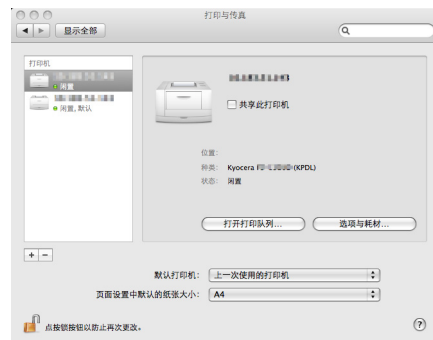 打印与传真
显示全部
打印机
闲置
闲置, 默认
共享此打印机
位置:
种类: Kyocera (KPDL)
状态: 闲置
打开打印队列... 选项与耗材...
+ −
默认打印机: 上一次使用的打印机
页面设置中默认的纸张大小: A4
点按锁按钮以防止再次更改。
?